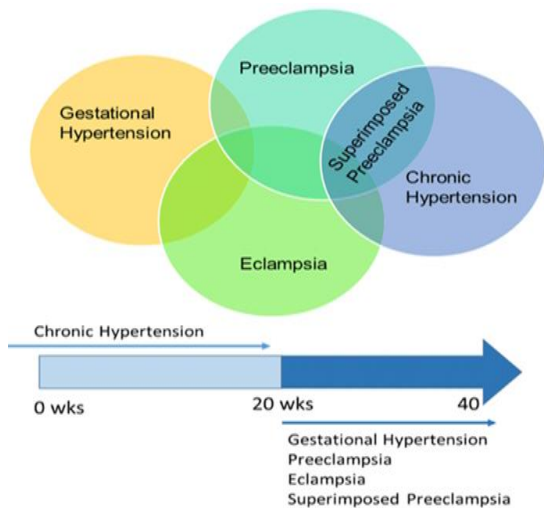 Preeclampsia
Gestational
Hypertension
Superimposed
Preeclampsia
Chronic
Hypertension
Eclampsia
Chronic Hypertension
0 wks
20 wks
40
Gestational Hypertension
Preeclampsia
Eclampsia
Superimposed Preeclampsia